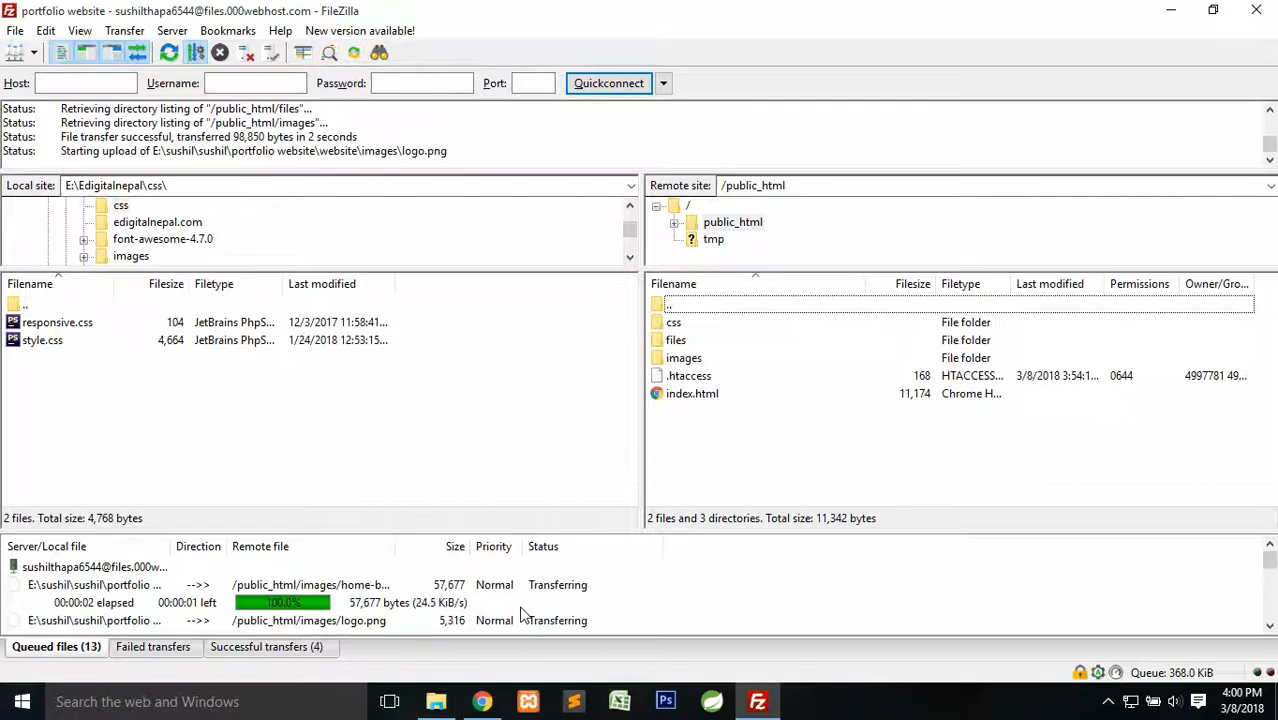 portfolio website - sushilthapa6544@files.000webhost.com - FileZilla
File Edit View Transfer Server Bookmarks Help New version available!
Host: Username: Password: Port: Quickconnect
Status: Retrieving directory listing of "/public_html/files"...
Status: Retrieving directory listing of "/public_html/images"...
Status: File transfer successful, transferred 98,850 bytes in 2 seconds
Status: Starting upload of E:\sushil\sushil\portfolio website\website\images\logo.png
Local site: E:\Edigitalnepal\css\
css
edigitalnepal.com
font-awesome-4.7.0
images
Filename Filesize Filetype Last modified
..
responsive.css 104 JetBrains PhpS... 12/3/2017 11:58:41...
style.css 4,664 JetBrains PhpS... 1/24/2018 12:53:15...
2 files. Total size: 4,768 bytes
Remote site: /public_html
/
public_html
tmp
Filename Filesize Filetype Last modified Permissions Owner/Gro...
..
css File folder
files File folder
images File folder
.htaccess 168 HTACCESS... 3/8/2018 3:54:1... 0644 4997781 49...
index.html 11,174 Chrome H...
2 files and 3 directories. Total size: 11,342 bytes
Server/Local file Direction Remote file Size Priority Status
sushilthapa6544@files.000w...
E:\sushil\sushil\portfolio ... -->> /public_html/images/home-b... 57,677 Normal Transferring
00:00:02 elapsed 00:00:01 left 100.0% 57,677 bytes (24.5 KiB/s)
E:\sushil\sushil\portfolio ... -->> /public_html/images/logo.png 5,316 Normal Transferring
Queued files (13) Failed transfers Successful transfers (4)
Queue: 368.0 KiB
Search the web and Windows
4:00 PM
3/8/2018